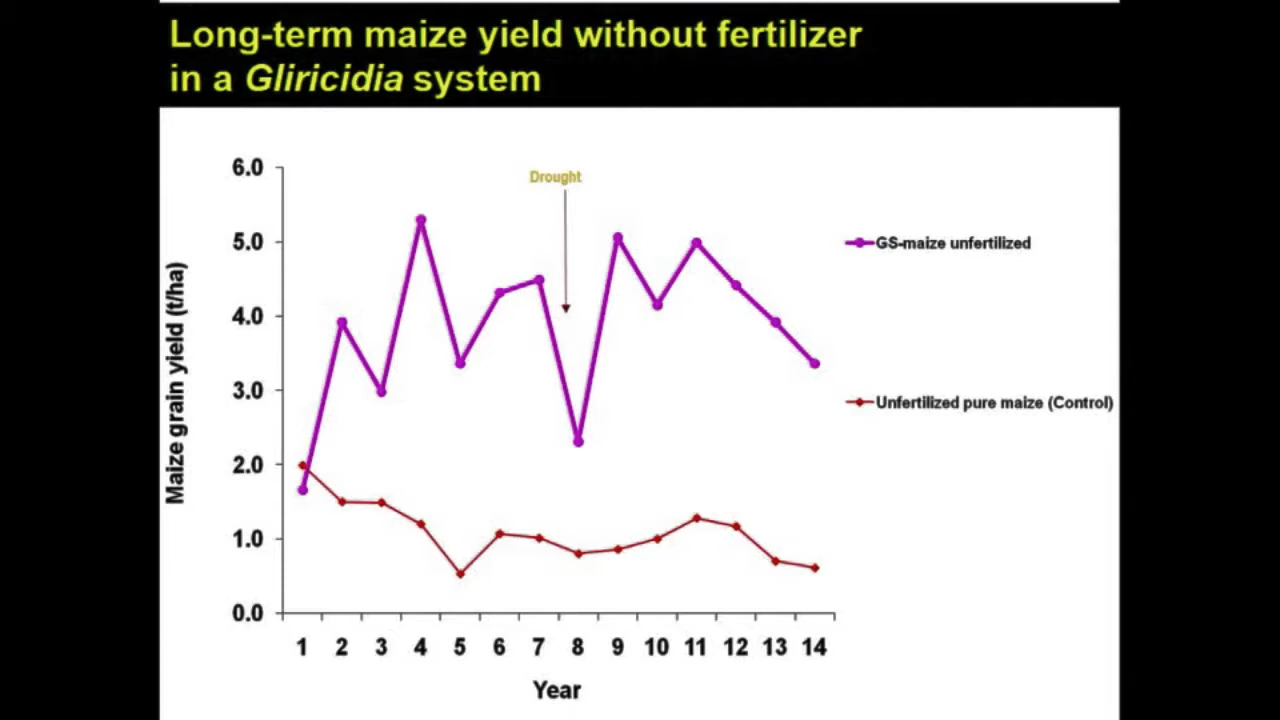 Long-term maize yield without fertilizer
in a Gliricidia system
Drought
6.0
5.0
4.0
3.0
2.0
1.0
0.0
Maize grain yield (t/ha)
GS-maize unfertilized
Unfertilized pure maize (Control)
1 2 3 4 5 6 7 8 9 10 11 12 13 14
Year